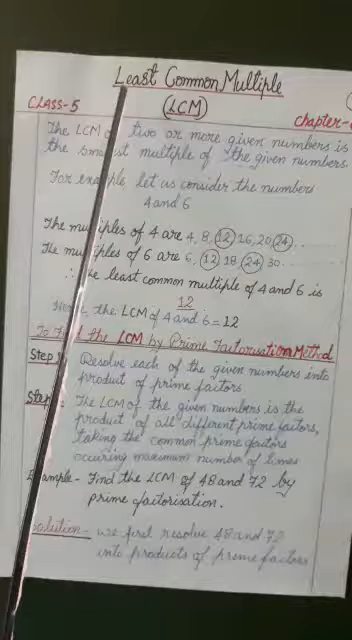 Least Common Multiple
(LCM)
CLASS-5
Chapter-
The LCM two or more given numbers is
the smallest multiple of the given numbers.
For example let us consider the numbers
4 and 6
The multiples of 4 are 4, 8, 12, 16, 20, 24, ......
The multiples of 6 are 6, 12, 18, 24, 30 ............
∴ the least common multiple of 4 and 6 is
12
Hence, the LCM of 4 and 6 = 12
To Find the LCM by Prime Factorisation Method
Step Resolve each of the given numbers into
product of prime factors.
Step : The LCM of the given numbers is the
product of all different prime factors,
taking the common prime factors
occuring maximum number of times
Example - Find the LCM of 48 and 72 by
prime factorisation.
Solution - we first resolve 48 and 72
into products of prime factors